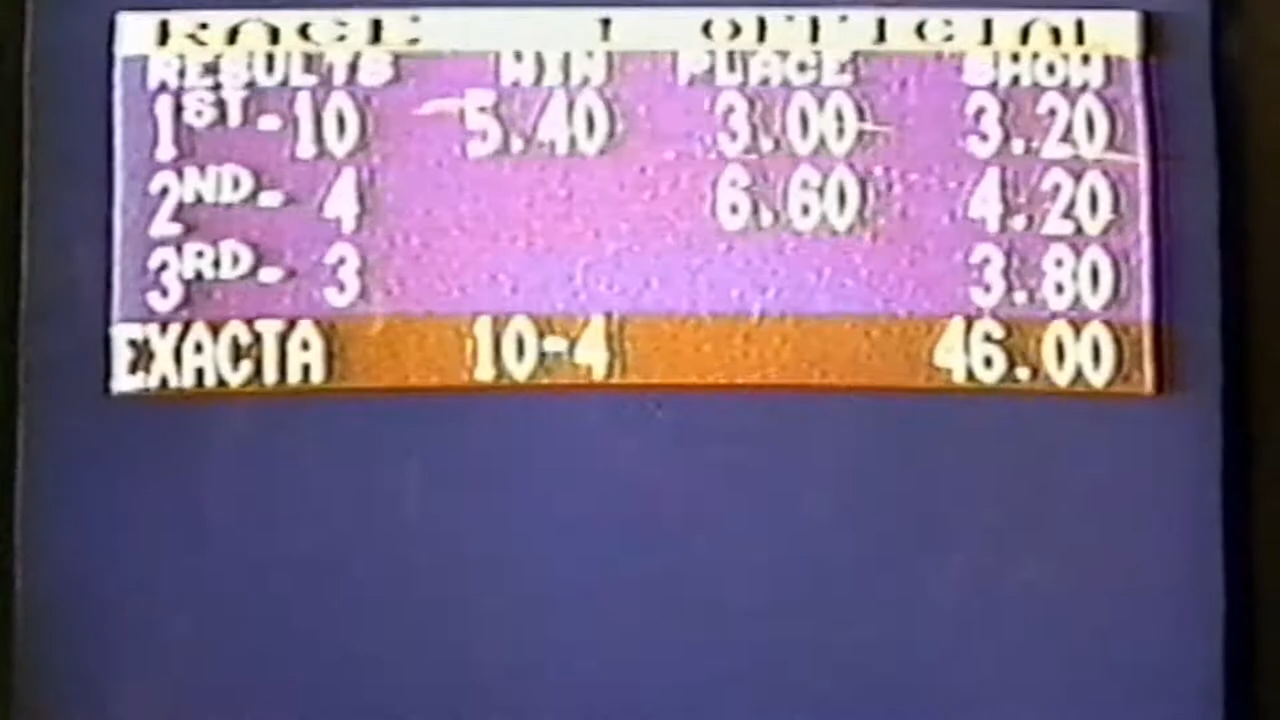 RACE 1 OFFICIAL
RESULTS WIN PLACE SHOW
1ST-10 5.40 3.00 3.20
2ND- 4 6.60 4.20
3RD- 3 3.80
EXACTA 10-4 46.00